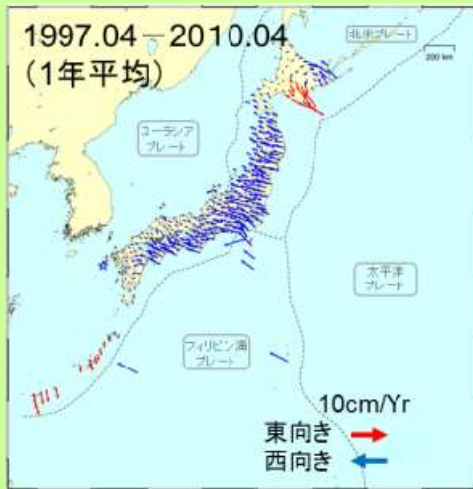 1997.04－2010.04
（1年平均）
北米プレート
200 km
ユーラシア
プレート
太平洋
プレート
フィリピン海
プレート
10cm/Yr
東向き
西向き